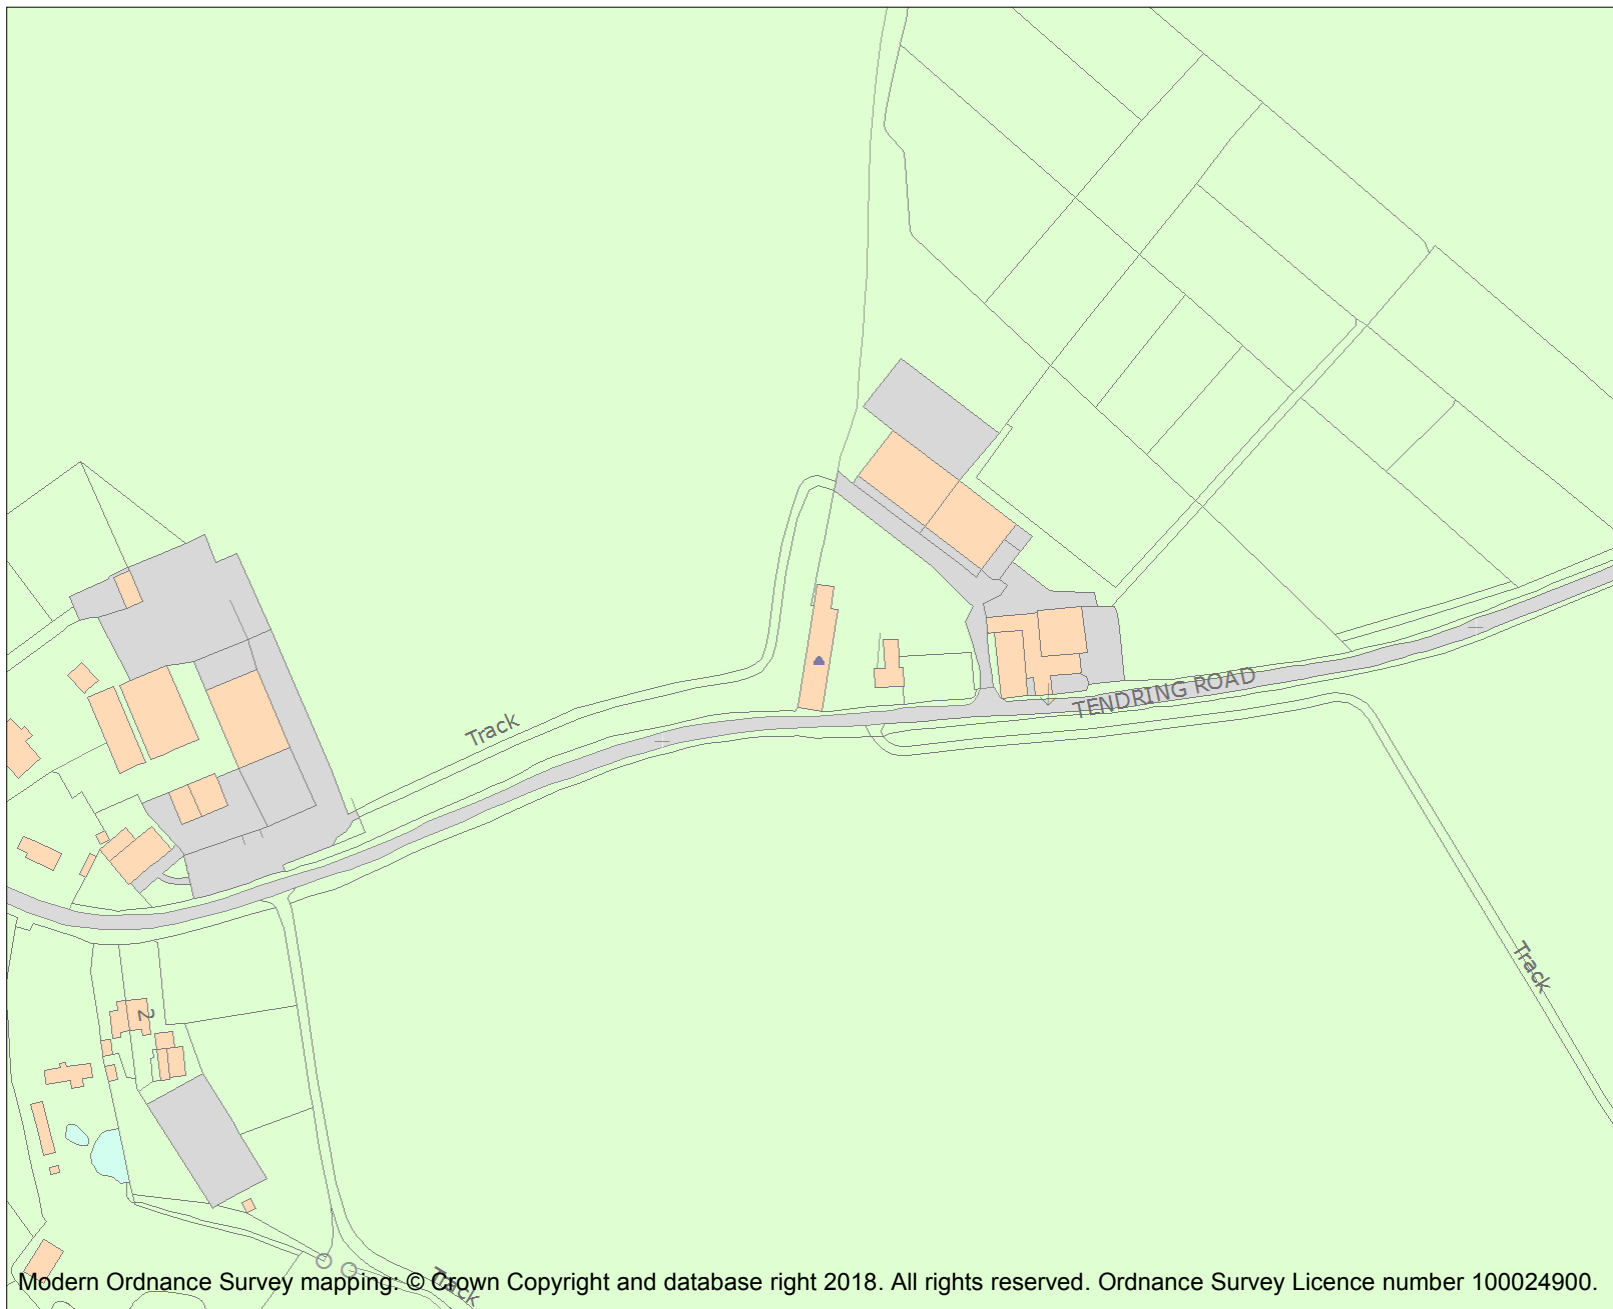 TENDRING ROAD
Track
Track
2
Track
Modern Ordnance Survey mapping: © Crown Copyright and database right 2018. All rights reserved. Ordnance Survey Licence number 100024900.